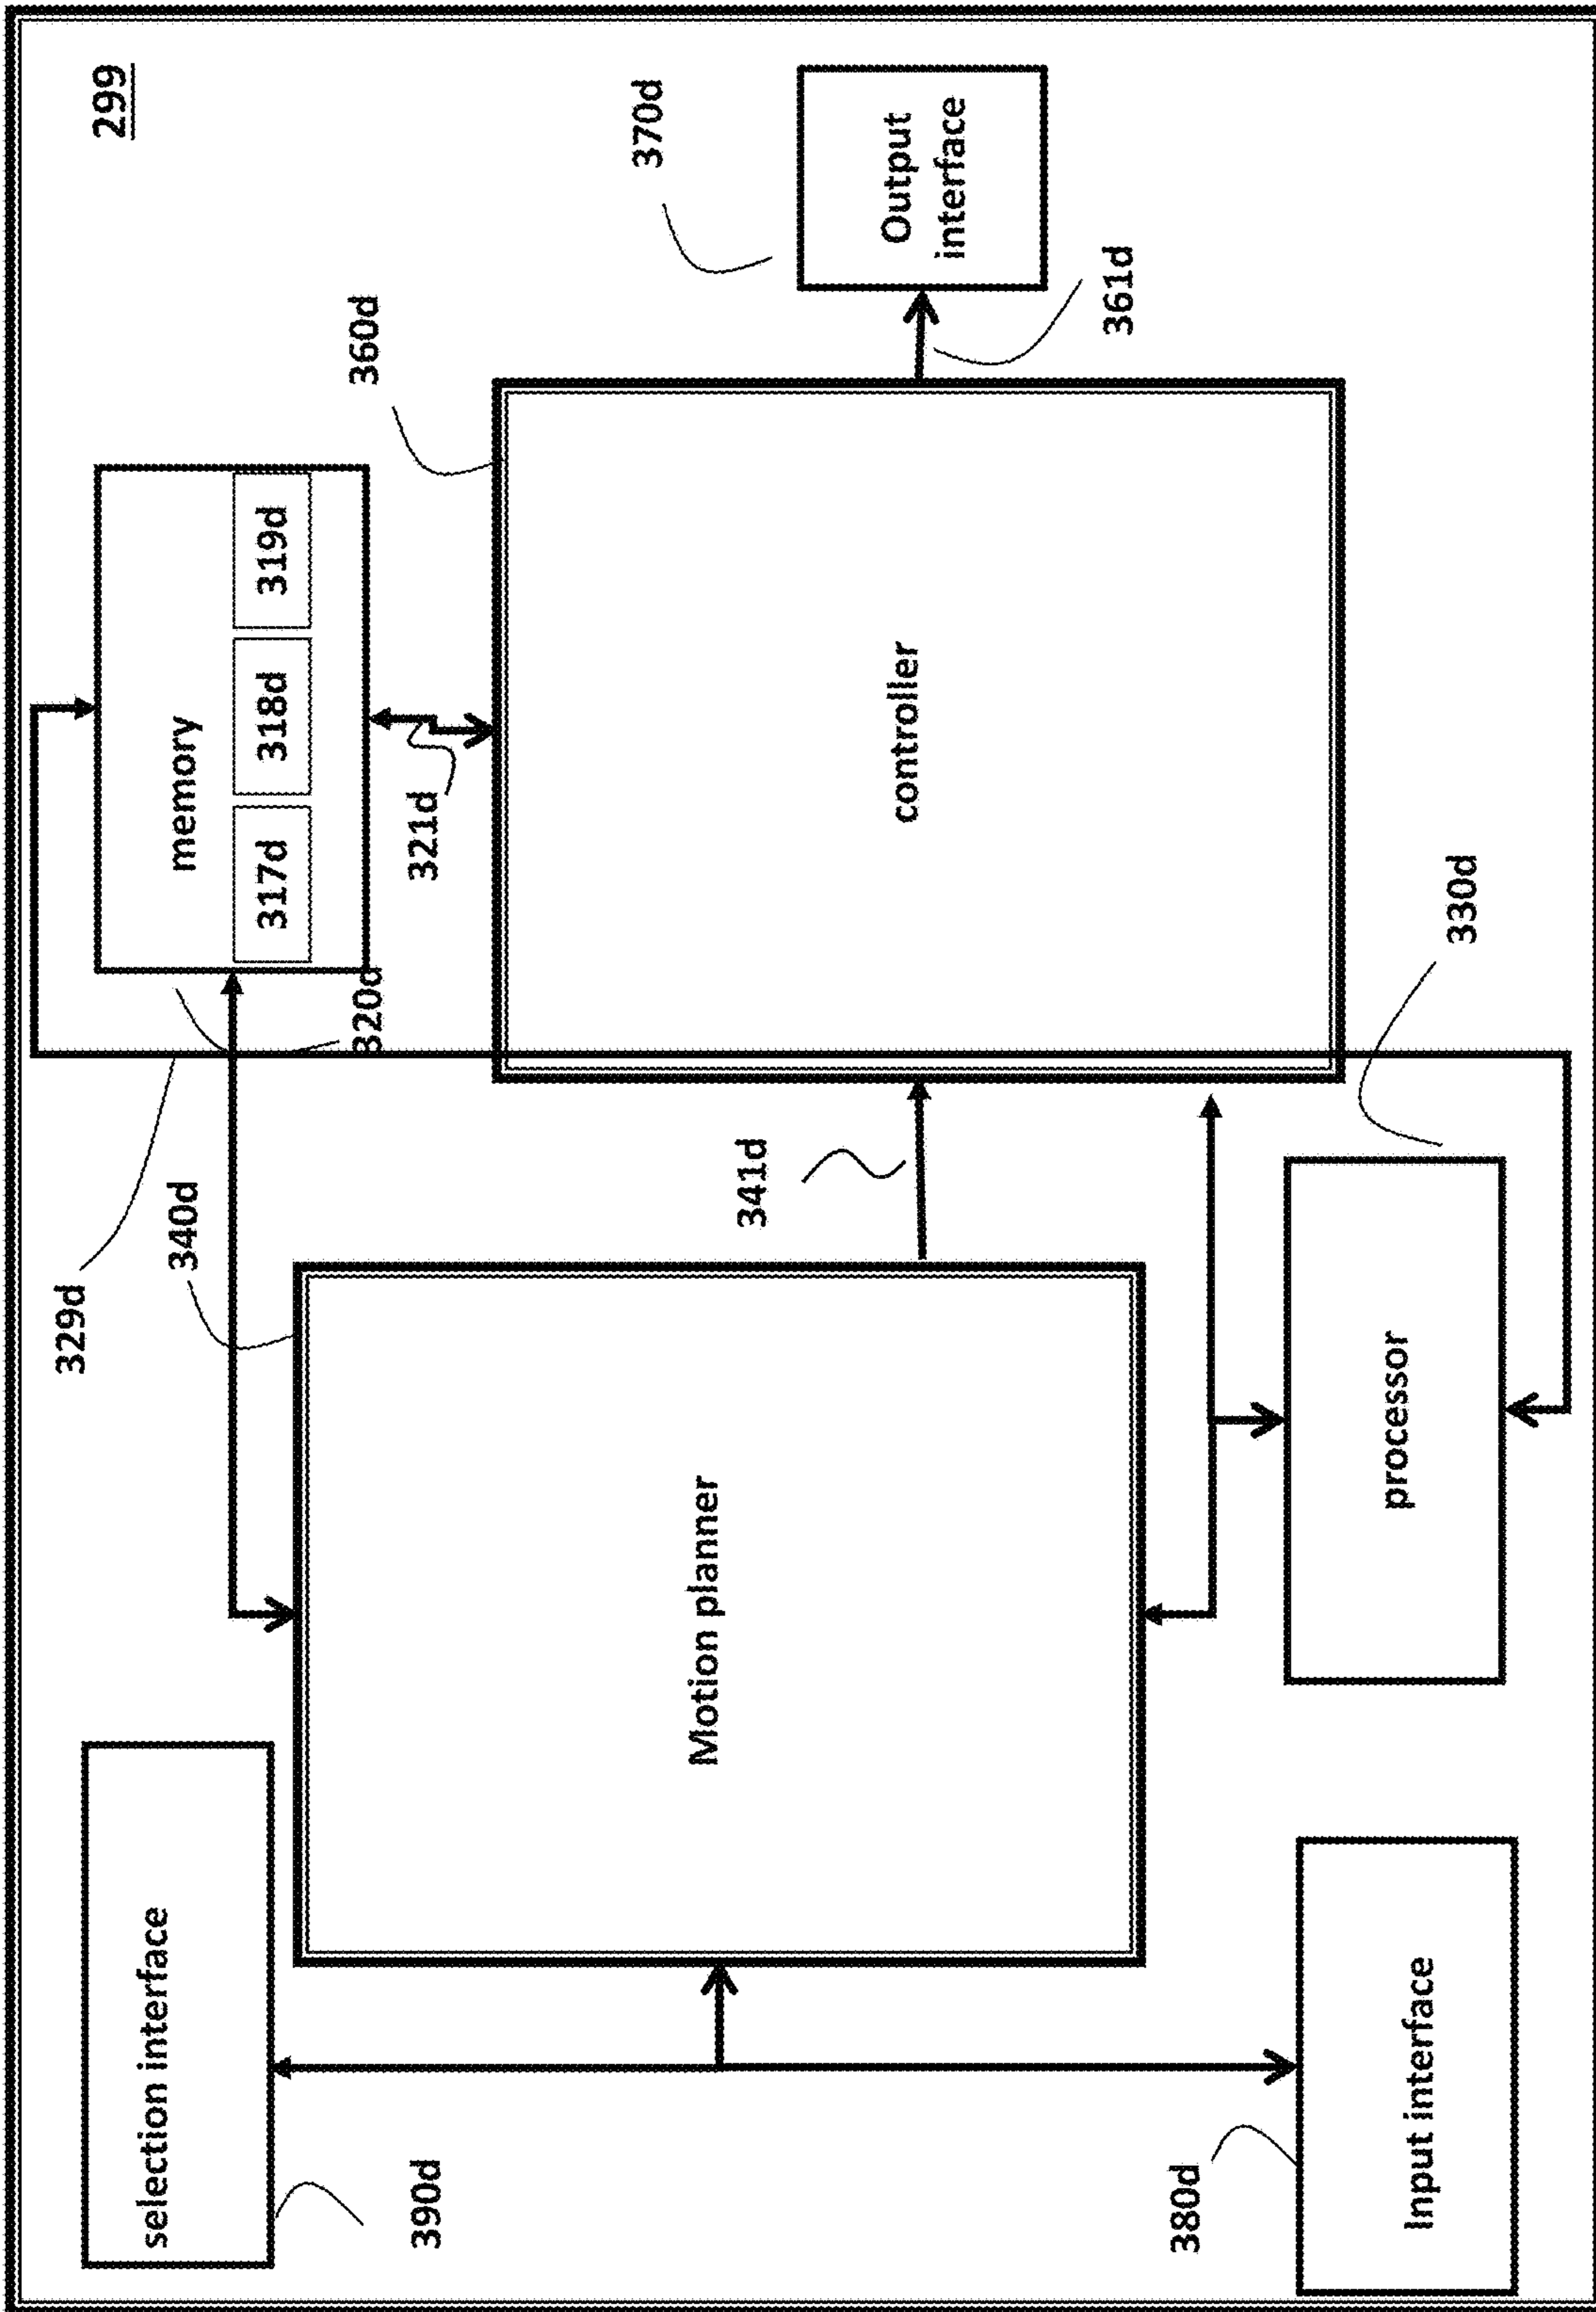 299
329d
selection interface
340d
memory
317d
318d
319d
320d
360d
390d
321d
370d
Motion planner
341d
controller
Output
interface
361d
380d
processor
Input interface
330d